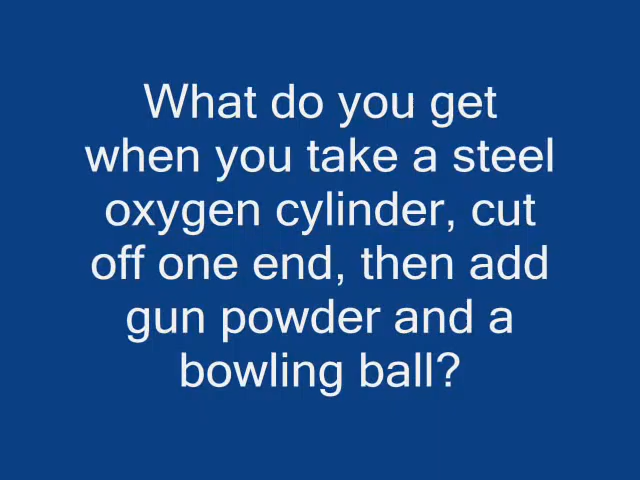 What do you get
when you take a steel
oxygen cylinder, cut
off one end, then add
gun powder and a
bowling ball?